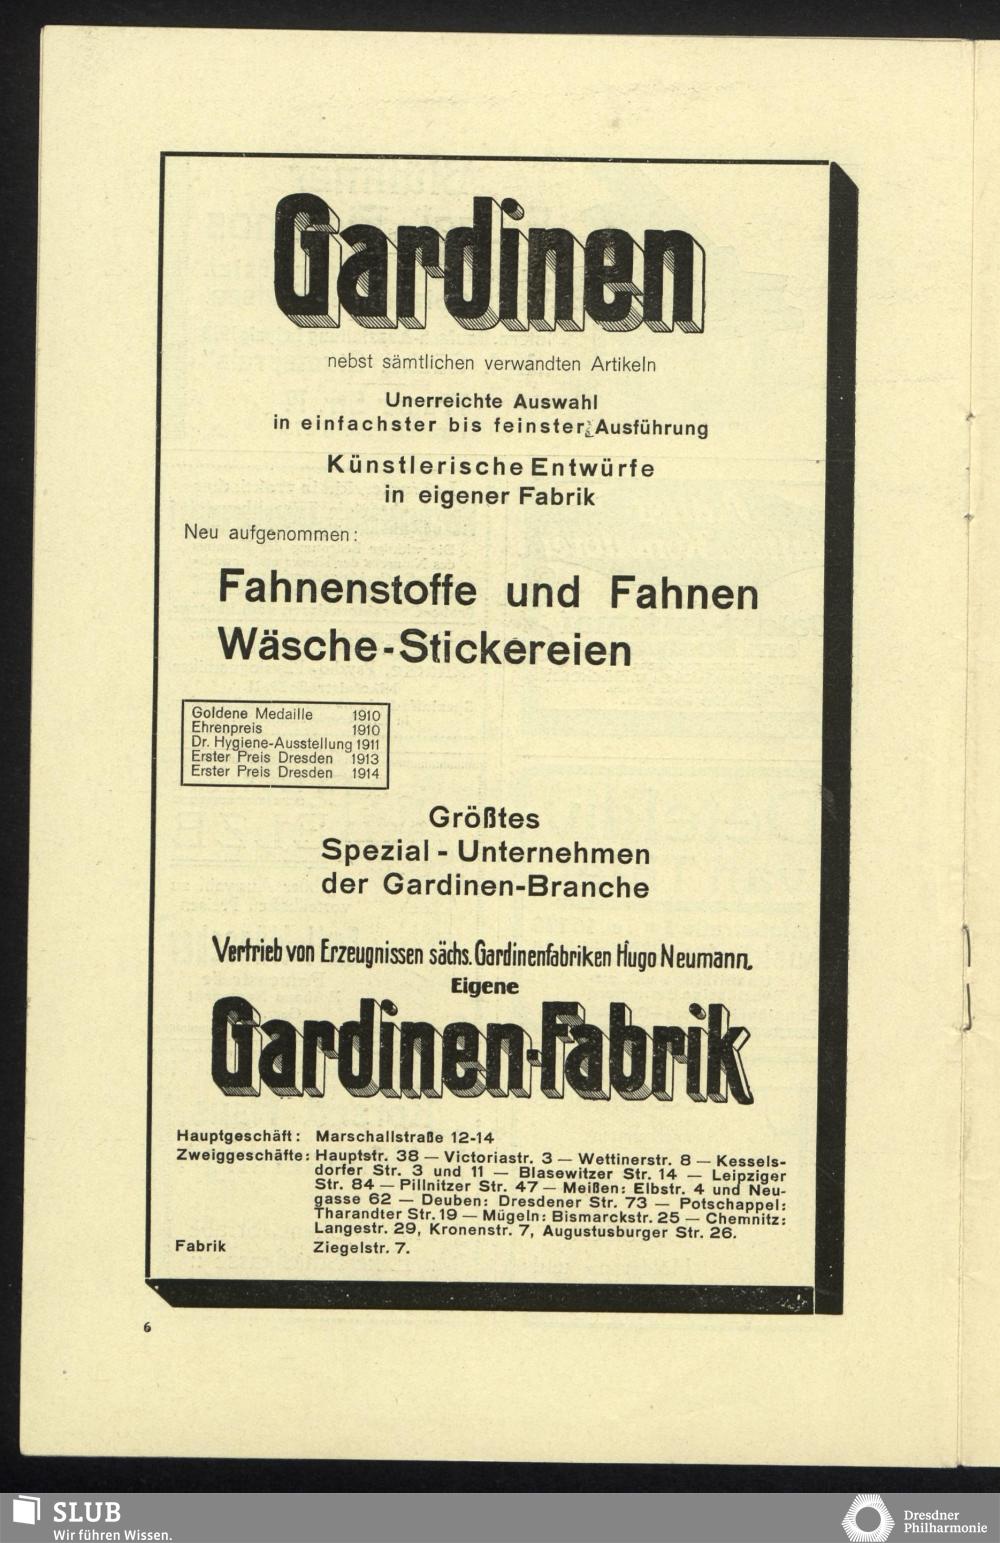 Gardinen
nebst sämtlichen verwandten Artikeln
Unerreichte Auswahl
in einfachster bis feinster Ausführung
Künstlerische Entwürfe
in eigener Fabrik
Neu aufgenommen:
Fahnenstoffe und Fahnen
Wäsche-Stickereien
Goldene Medaille 1910
Ehrenpreis 1910
Dr. Hygiene-Ausstellung 1911
Erster Preis Dresden 1913
Erster Preis Dresden 1914
Größtes
Spezial - Unternehmen
der Gardinen-Branche
Vertrieb von Erzeugnissen sächs. Gardinenfabriken Hugo Neumann.
Eigene
Gardinen-Fabrik
Hauptgeschäft: Marschallstraße 12-14
Zweiggeschäfte: Hauptstr. 38 — Victoriastr. 3 — Wettinerstr. 8 — Kessels-
dorfer Str. 3 und 11 — Blasewitzer Str. 14 — Leipziger
Str. 84 — Pillnitzer Str. 47 — Meißen: Elbstr. 4 und Neu-
gasse 62 — Deuben: Dresdener Str. 73 — Potschappel:
Tharandter Str. 19 — Mügeln: Bismarckstr. 25 — Chemnitz:
Langestr. 29, Kronenstr. 7, Augustusburger Str. 26.
Fabrik Ziegelstr. 7.
6
SLUB
Wir führen Wissen.
Dresdner
Philharmonie